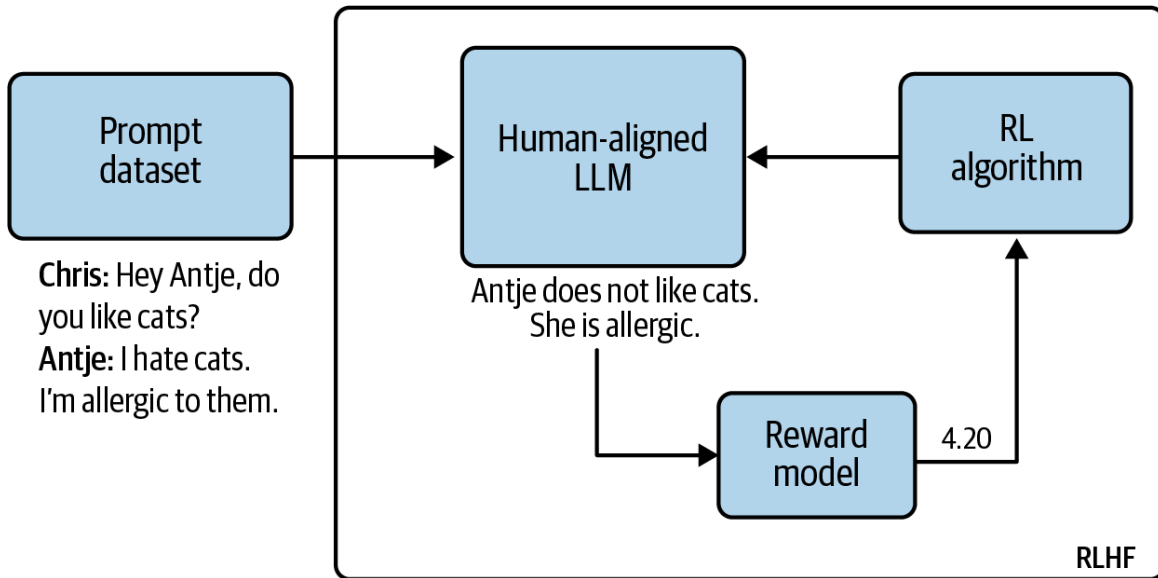 Prompt
dataset
Chris: Hey Antje, do
you like cats?
Antje: I hate cats.
I'm allergic to them.
Human-aligned
LLM
Antje does not like cats.
She is allergic.
RL
algorithm
Reward
model
4.20
RLHF